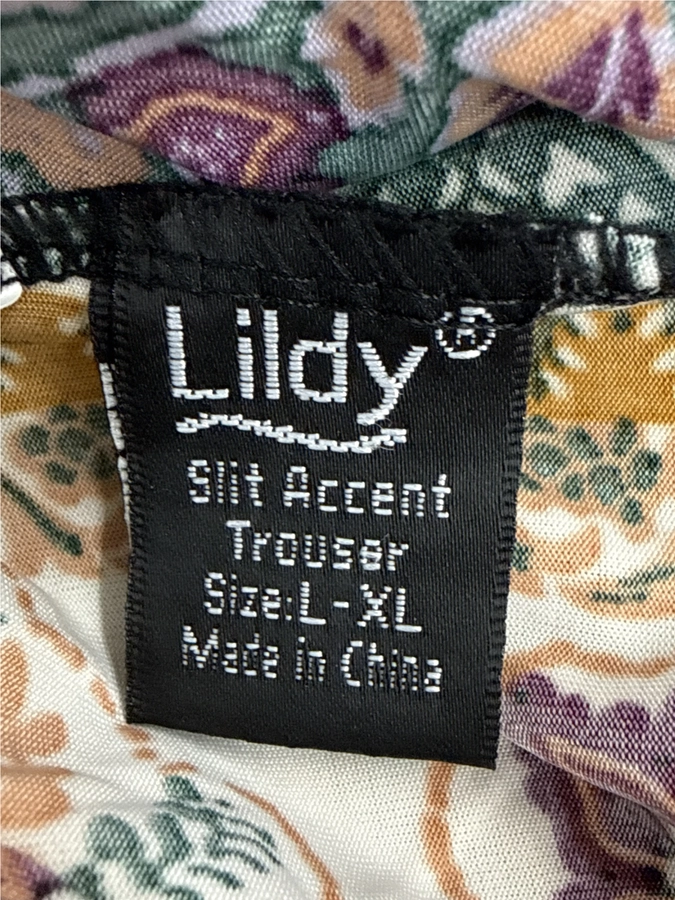 Lildy®
Slit Accent
Trouser
Size:L-XL
Made in China